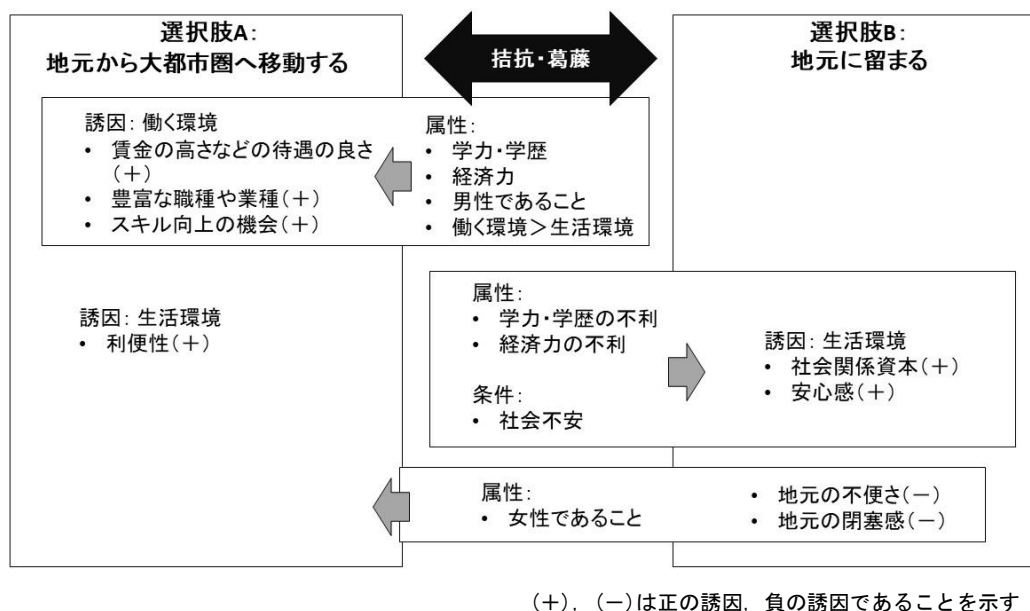 選択肢A:
地元から大都市圏へ移動する
拮抗・葛藤
選択肢B:
地元に留まる
誘因: 働く環境
• 賃金の高さなどの待遇の良さ
(+)
• 豊富な職種や業種(+)
• スキル向上の機会(+)
属性:
• 学力・学歴
• 経済力
• 男性であること
• 働く環境>生活環境
誘因: 生活環境
• 利便性(+)
属性:
• 学力・学歴の不利
• 経済力の不利
条件:
• 社会不安
誘因: 生活環境
• 社会関係資本(+)
• 安心感(+)
属性:
• 女性であること
• 地元の不便さ(-)
• 地元の閉塞感(-)
(+), (-)は正の誘因, 負の誘因であることを示す